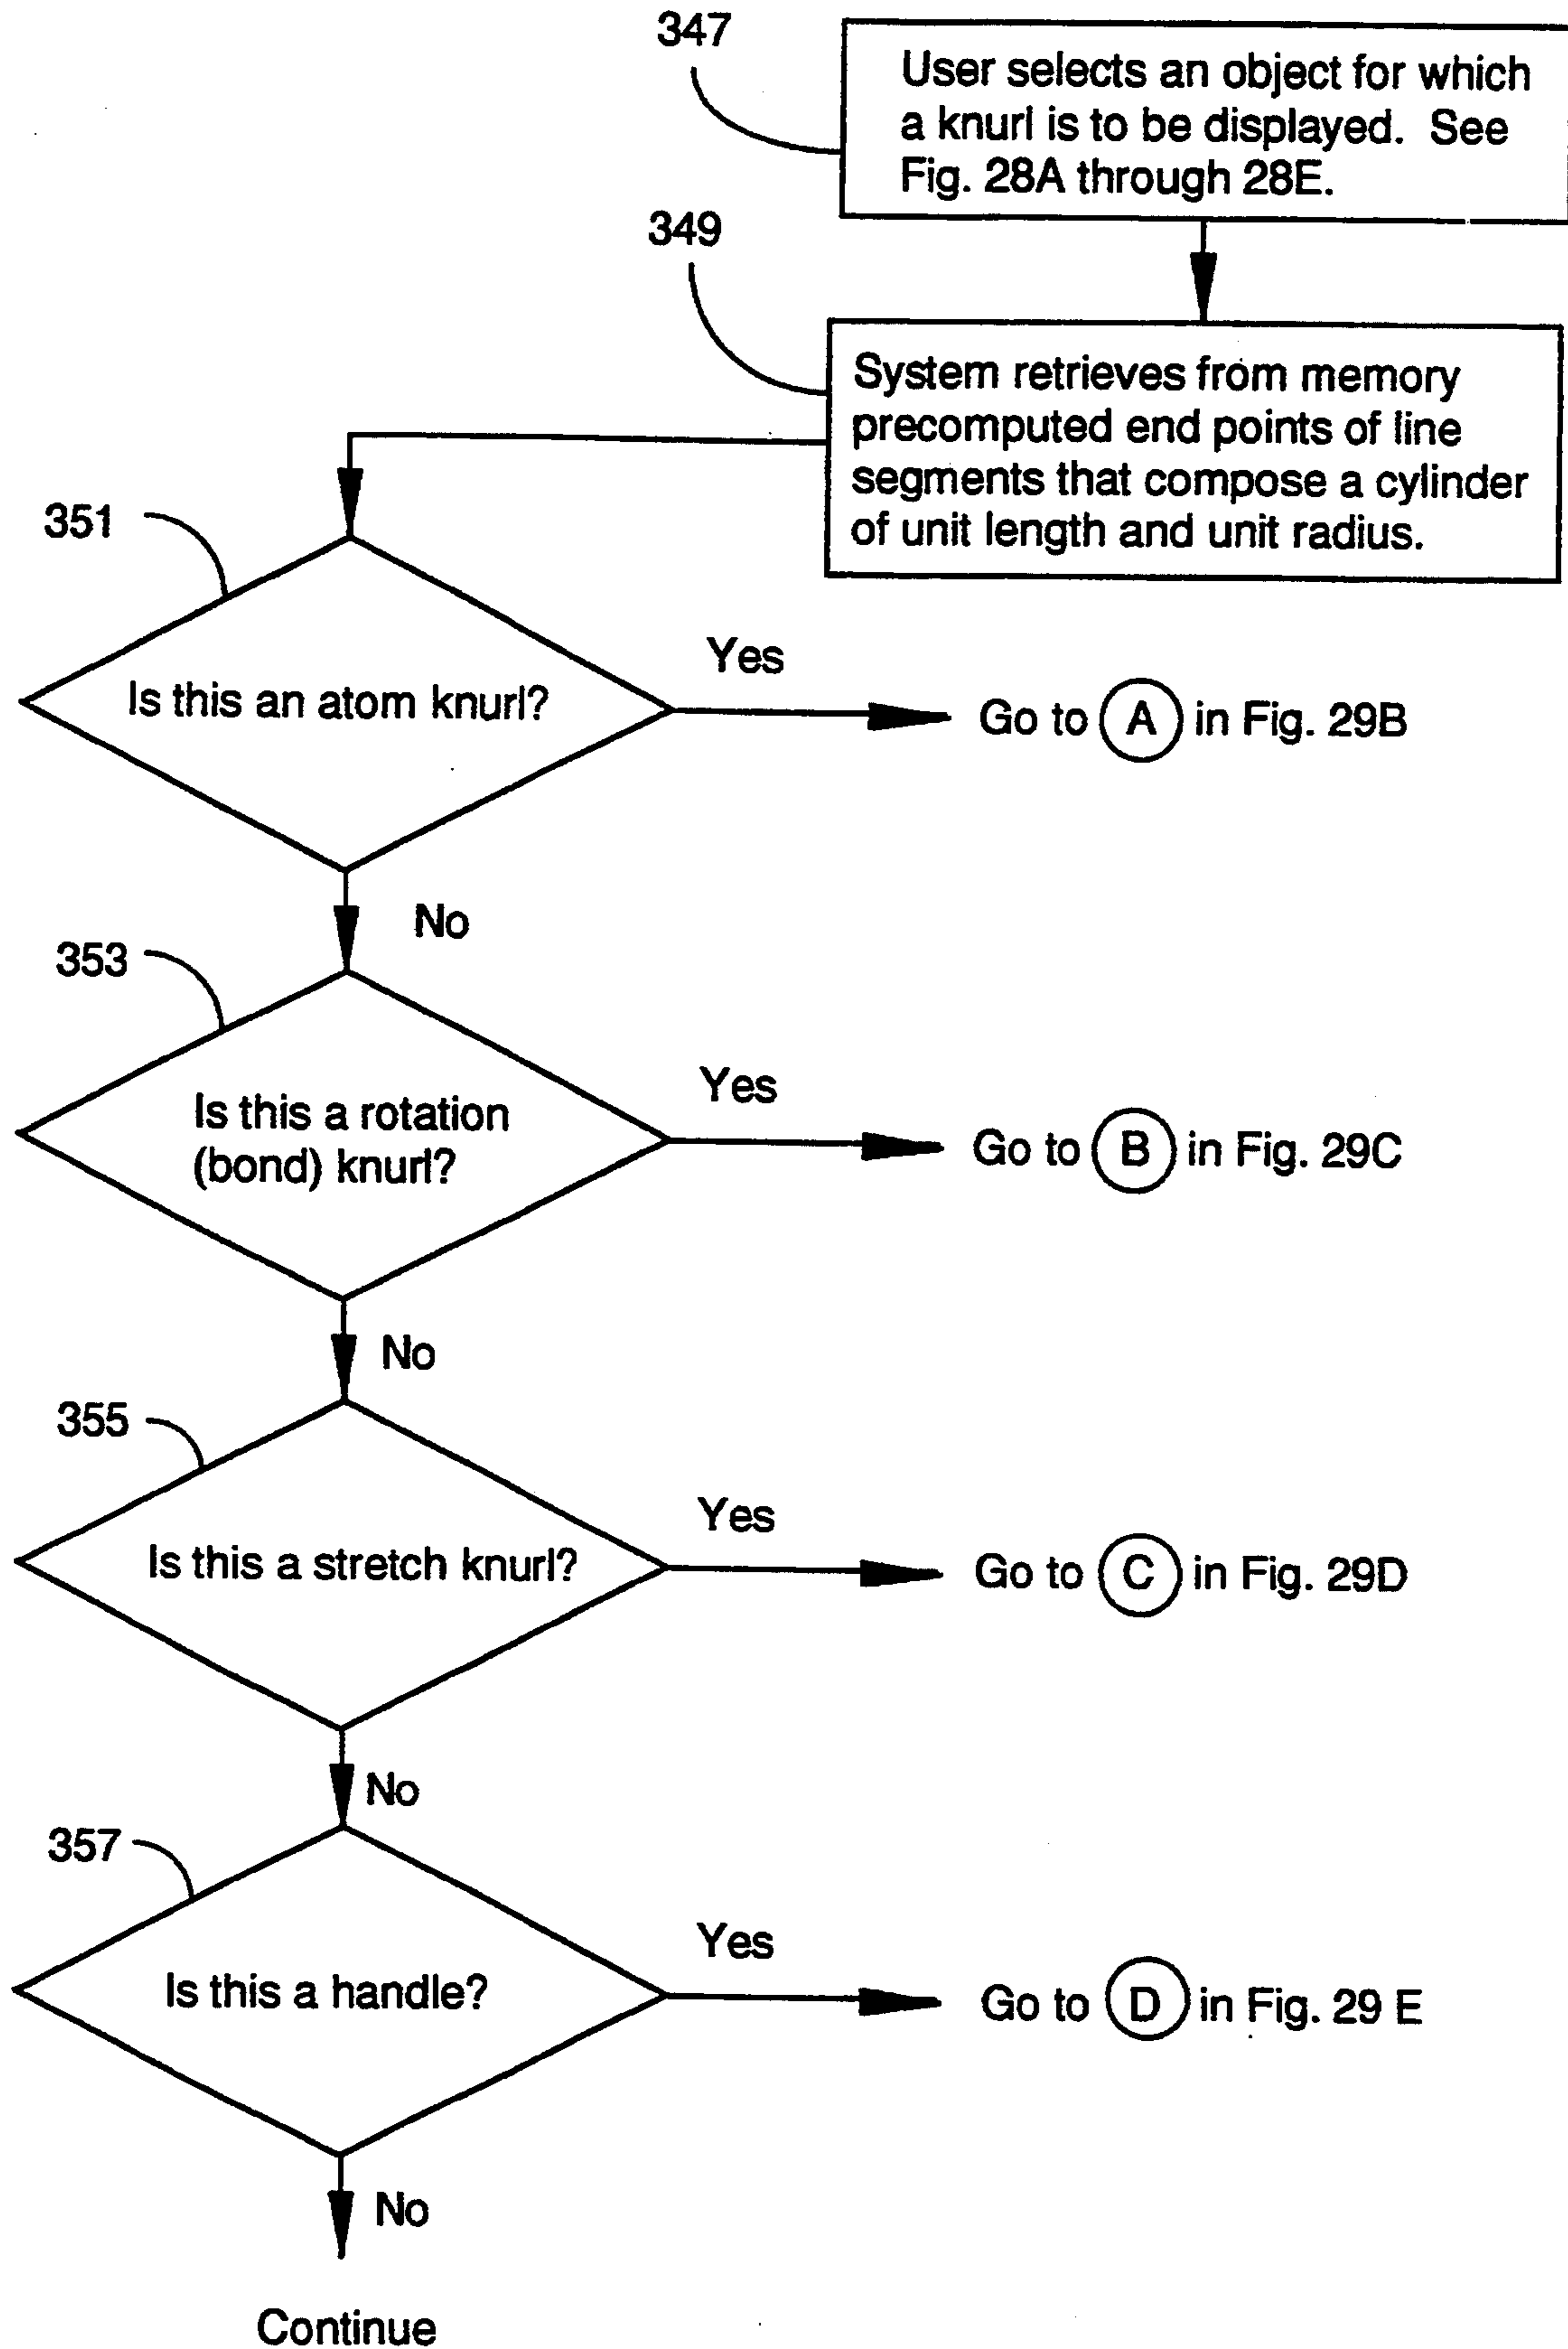 347
User selects an object for which
a knurl is to be displayed. See
Fig. 28A through 28E.
349
System retrieves from memory
precomputed end points of line
segments that compose a cylinder
of unit length and unit radius.
351
Is this an atom knurl?
Yes
Go to A in Fig. 29B
No
353
Is this a rotation
(bond) knurl?
Yes
Go to B in Fig. 29C
No
355
Is this a stretch knurl?
Yes
Go to C in Fig. 29D
No
357
Is this a handle?
Yes
Go to D in Fig. 29 E
No
Continue